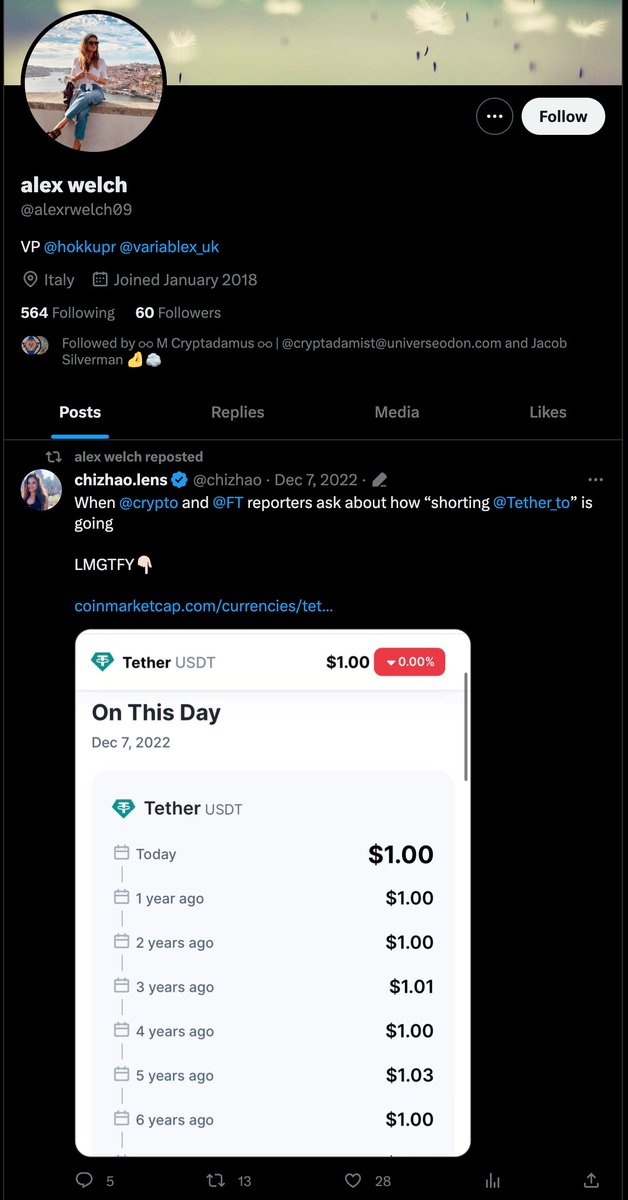 Follow
alex welch
@alexrwelch09
VP @hokkupr @variablex_uk
Italy Joined January 2018
564 Following 60 Followers
Followed by ∞ M Cryptadamus ∞ | @cryptadamist@universeodon.com and Jacob
Silverman 🤌☁️
Posts Replies Media Likes
alex welch reposted
chizhao.lens @chizhao · Dec 7, 2022 ·
When @crypto and @FT reporters ask about how “shorting @Tether_to” is
going
LMGTFY👇🏻
coinmarketcap.com/currencies/tet…
Tether USDT $1.00 0.00%
On This Day
Dec 7, 2022
Tether USDT
Today $1.00
1 year ago $1.00
2 years ago $1.00
3 years ago $1.01
4 years ago $1.00
5 years ago $1.03
6 years ago $1.00
5 13 28